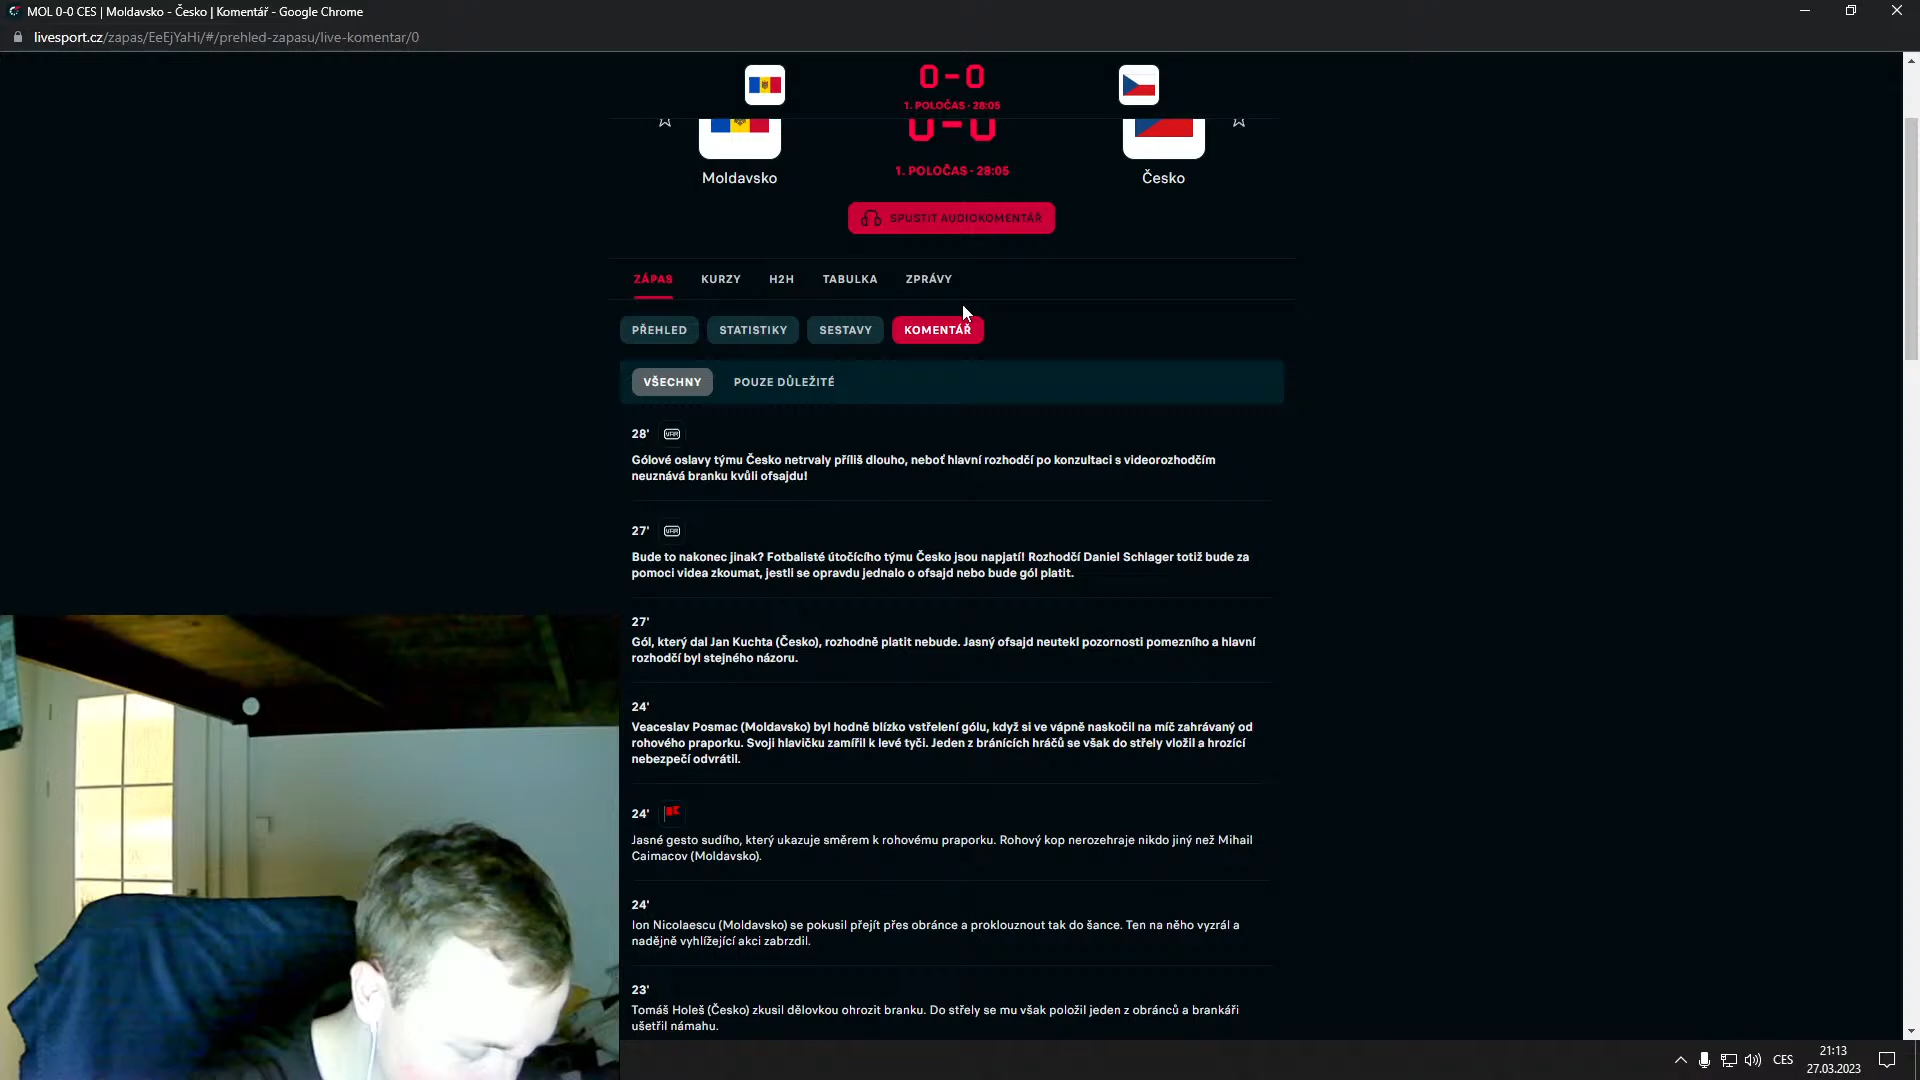 MOL 0-0 CES | Moldavsko - Česko | Komentář - Google Chrome
livesport.cz/zapas/EeEjYaHi/#/prehled-zapasu/live-komentar/0
0-0
1. POLOČAS - 28:05
0-0
1. POLOČAS - 28:05
Moldavsko
Česko
SPUSTIT AUDIOKOMENTÁŘ
ZÁPAS KURZY H2H TABULKA ZPRÁVY
PŘEHLED STATISTIKY SESTAVY KOMENTÁŘ
VŠECHNY POUZE DŮLEŽITÉ
28' VAR
Gólové oslavy týmu Česko netrvaly příliš dlouho, neboť hlavní rozhodčí po konzultaci s videorozhodčím
neuznává branku kvůli ofsajdu!
27' VAR
Bude to nakonec jinak? Fotbalisté útočícího týmu Česko jsou napjatí! Rozhodčí Daniel Schlager totiž bude za
pomoci videa zkoumat, jestli se opravdu jednalo o ofsajd nebo bude gól platit.
27'
Gól, který dal Jan Kuchta (Česko), rozhodně platit nebude. Jasný ofsajd neutekl pozornosti pomezního a hlavní
rozhodčí byl stejného názoru.
24'
Veaceslav Posmac (Moldavsko) byl hodně blízko vstřelení gólu, když si ve vápně naskočil na míč zahrávaný od
rohového praporku. Svoji hlavičku zamířil k levé tyči. Jeden z bránících hráčů se však do střely vložil a hrozící
nebezpečí odvrátil.
24'
Jasné gesto sudího, který ukazuje směrem k rohovému praporku. Rohový kop nerozehraje nikdo jiný než Mihail
Caimacov (Moldavsko).
24'
Ion Nicolaescu (Moldavsko) se pokusil přejít přes obránce a proklouznout tak do šance. Ten na něho vyzrál a
nadějně vyhlížející akci zabrzdil.
23'
Tomáš Holeš (Česko) zkusil dělovkou ohrozit branku. Do střely se mu však položil jeden z obránců a brankáři
ušetřil námahu.
CES
21:13
27.03.2023